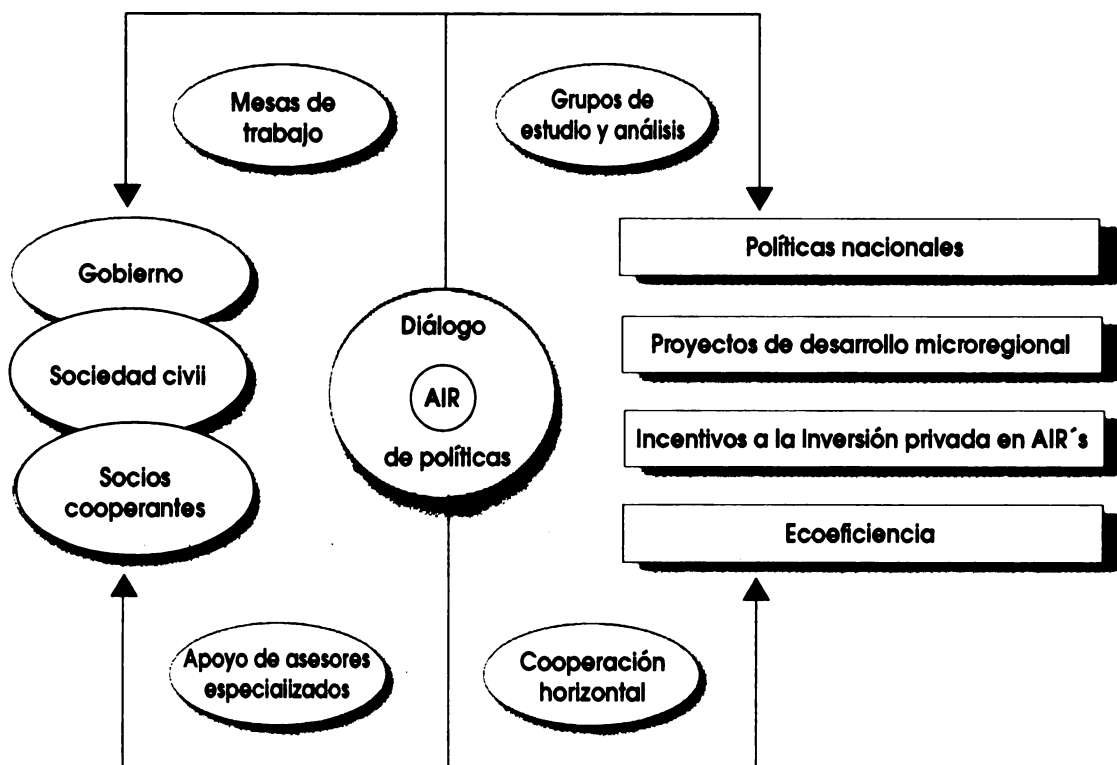 Mesas de
trabajo
Grupos de
estudio y análisis
Gobierno
Sociedad civii
Socios
cooperantes
Diálogo
AIR
de políticas
Políticas nacionales
Proyectos de desarrollo microregional
Incentivos a la Inversión privada en AIR´s
Ecoeficiencia
Apoyo de asesores
especializados
Cooperación
horizontal